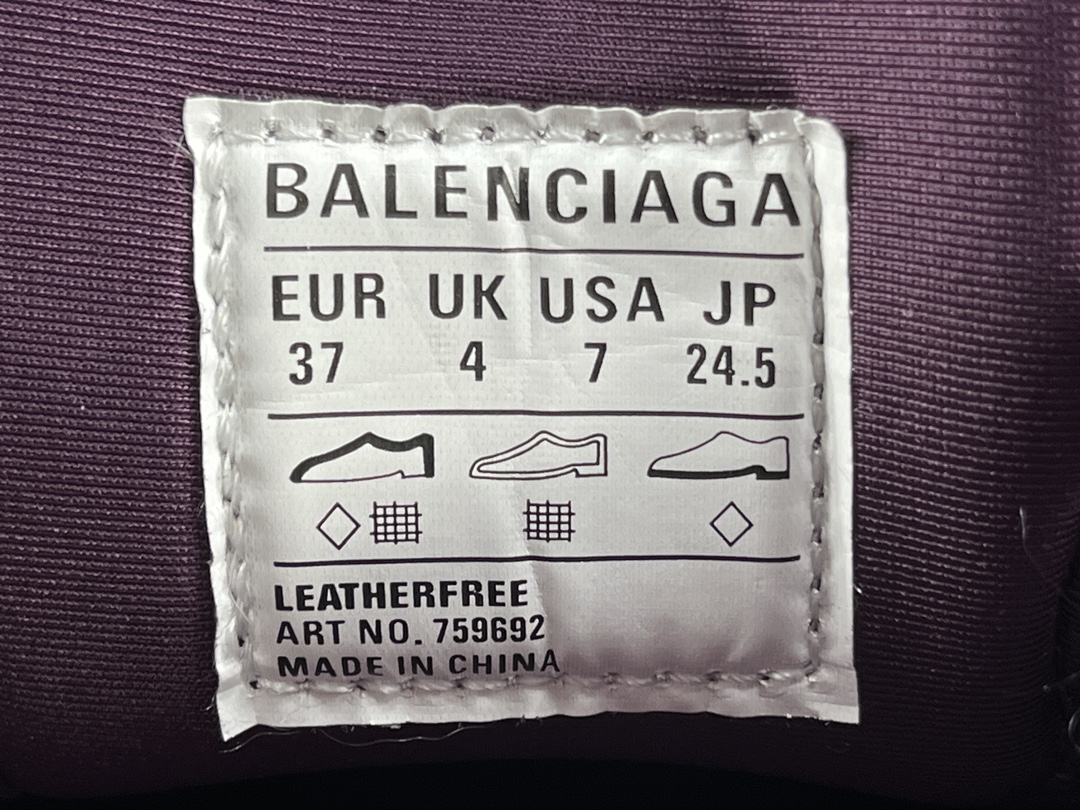 BALENCIAGA
EUR UK USA JP
37 4 7 24.5
LEATHERFREE
ART NO. 759692
MADE IN CHINA